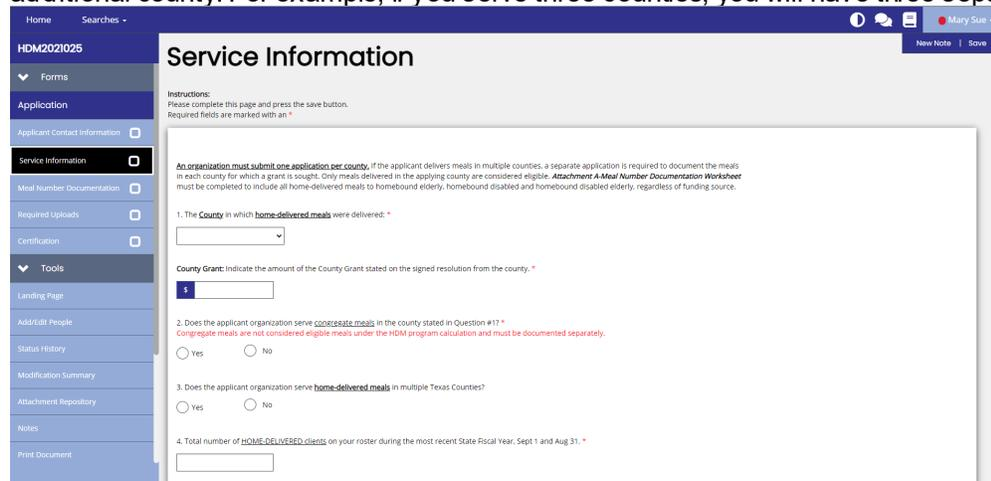 additional county. For example, if you serve three counties, you will have three
Home Searches
Mary Sue
HDM2021025
New Note | Save
Service Information
Forms
Instructions:
Application
Please complete this page and press the save button.
Required fields are marked with an *
Applicant Contact Information
Service Information
An organization must submit one application per county. If the applicant delivers meals in multiple counties, a separate application is required to document the meals
in each county for which a grant is sought. Only meals delivered in the applying county are considered eligible. Attachment A-Meal Number Documentation Worksheet
must be completed to include all home-delivered meals to homebound elderly, homebound disabled and homebound disabled elderly, regardless of funding source.
Meal Number Documentation
Required Uploads
1. The County in which home-delivered meals were delivered: *
Certification
Tools
County Grant: Indicate the amount of the County Grant stated on the signed resolution from the county. *
$
Landing Page
Add/Edit People
2. Does the applicant organization serve congregate meals in the county stated in Question #1? *
Congregate meals are not considered eligible meals under the HDM program calculation and must be documented separately.
Status History
Yes No
Modification Summary
3. Does the applicant organization serve home-delivered meals in multiple Texas Counties?
Attachment Repository
Yes No
Notes
4. Total number of HOME-DELIVERED clients on your roster during the most recent State Fiscal Year, Sept 1 and Aug 31. *
Print Document